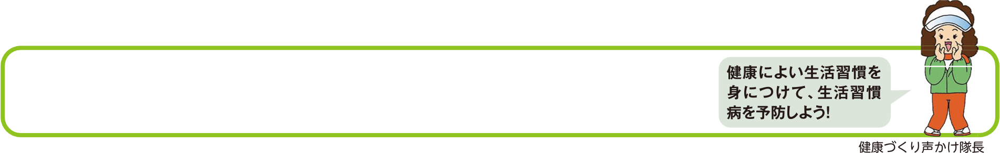 健康によい生活習慣を
身につけて、生活習慣
病を予防しよう!
健康づくり声かけ隊長